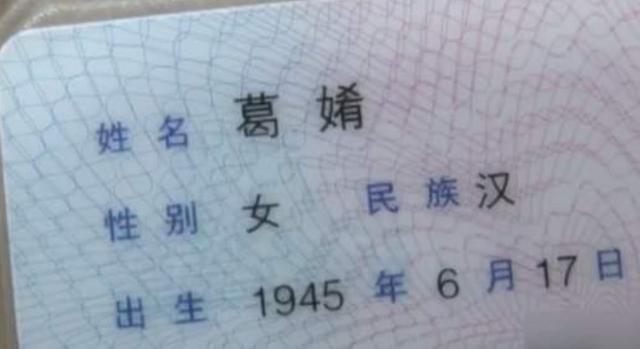 姓名 葛婧
性别 女 民族 汉
出生 1945 年 6 月 17 日